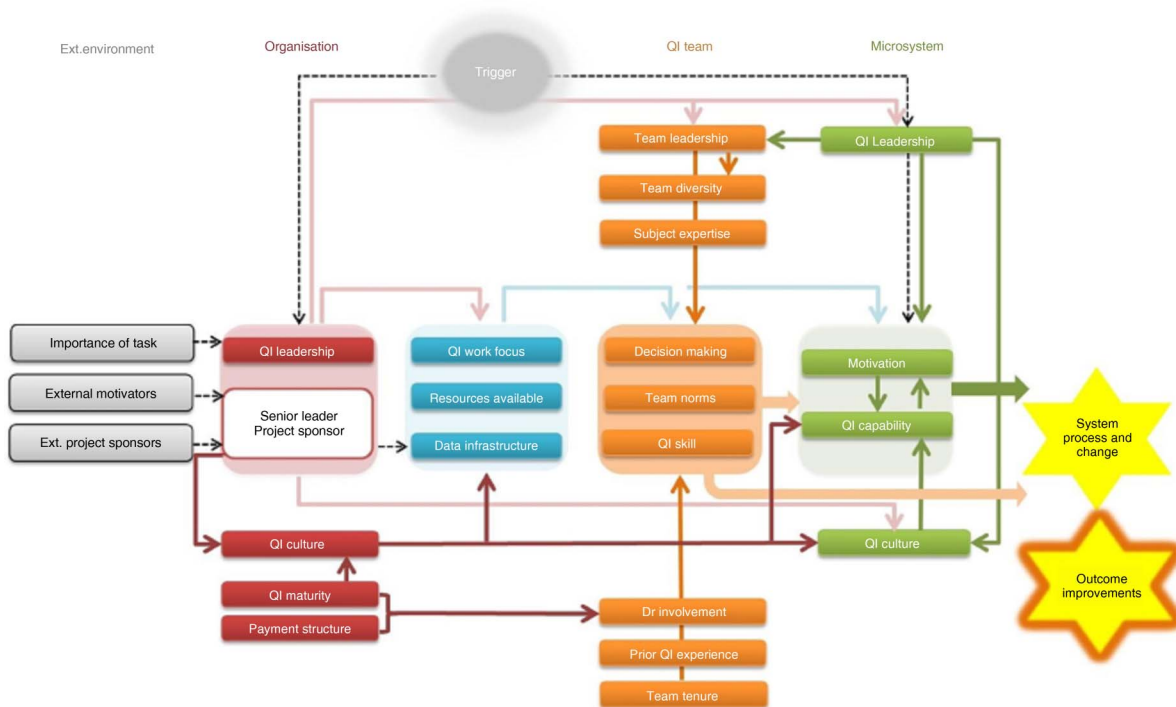 Ext.environment
Organisation
QI team
Microsystem
Trigger
Team leadership
QI Leadership
Team diversity
Subject expertise
Importance of task
QI leadership
QI work focus
Decision making
Motivation
External motivators
Senior leader
Project sponsor
Resources available
Team norms
QI capability
Ext. project sponsors
Data infrastructure
QI skill
System
process and
change
QI culture
QI culture
QI maturity
Payment structure
Dr involvement
Outcome
improvements
Prior QI experience
Team tenure